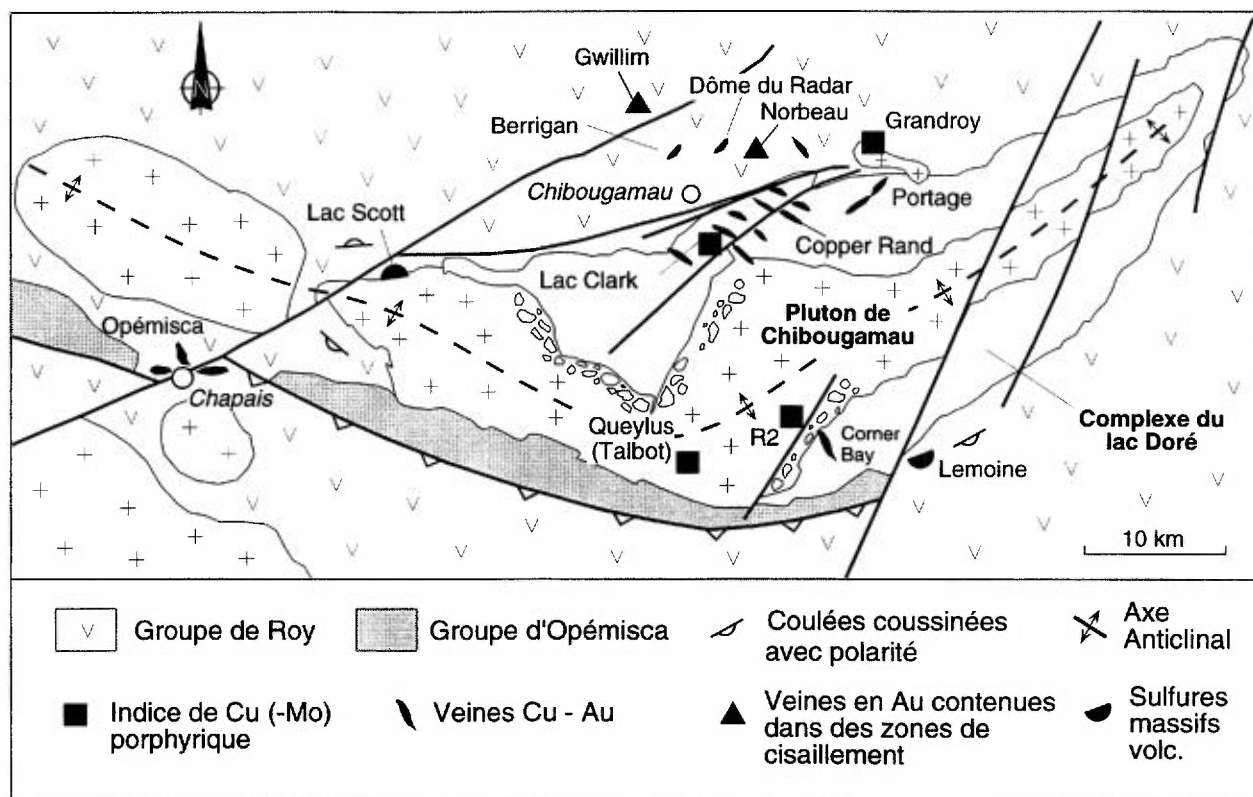 N
Gwillim
Dôme du Radar
Norbeau
Berrigan
Grandroy
Chibougamau
Portage
Lac Scott
Copper Rand
Lac Clark
Pluton de
Chibougamau
Opémisca
Chapais
Queylus
(Talbot)
R2
Corner
Bay
Complexe du
lac Doré
Lemoine
10 km
v Groupe de Roy
Groupe d'Opémisca
Coulées coussinées
avec polarité
Axe
Anticlinal
Indice de Cu (-Mo)
porphyrique
Veines Cu - Au
Veines en Au contenues
dans des zones de
cisaillement
Sulfures
massifs
volc.